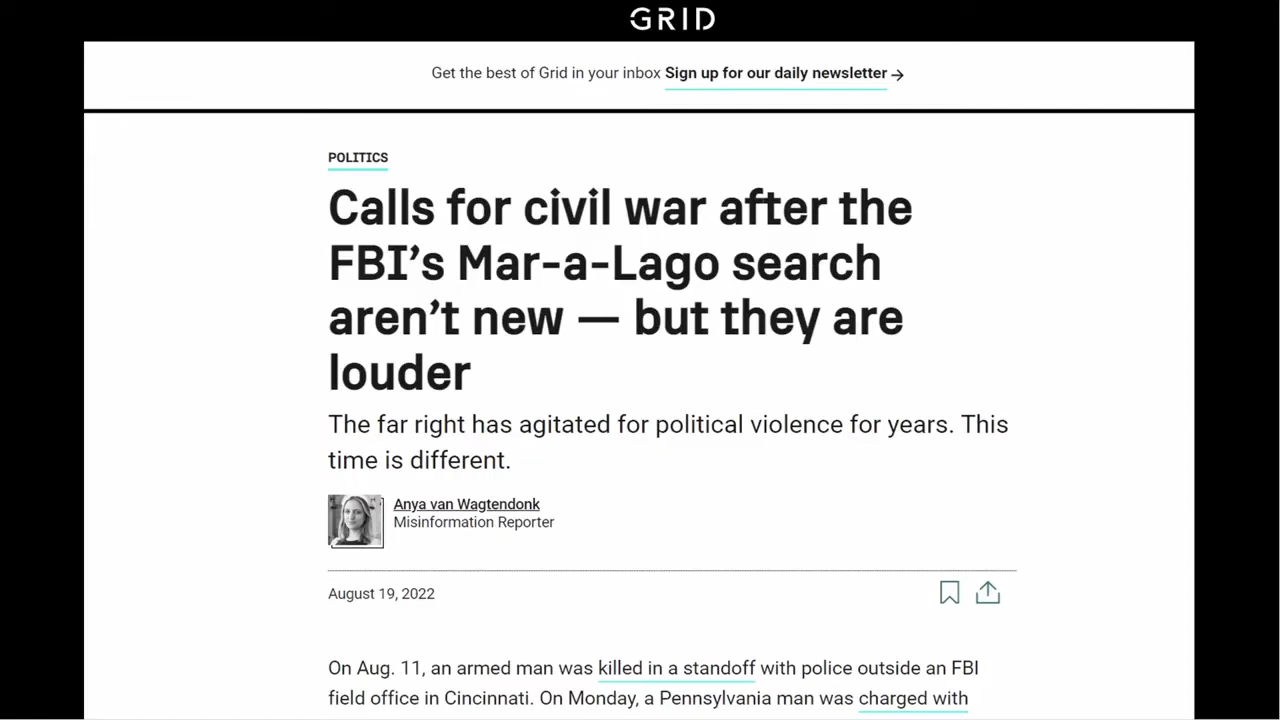 GRID
Get the best of Grid in your inbox Sign up for our daily newsletter →
POLITICS
Calls for civil war after the
FBI’s Mar-a-Lago search
aren’t new — but they are
louder
The far right has agitated for political violence for years. This
time is different.
Anya van Wagtendonk
Misinformation Reporter
August 19, 2022
On Aug. 11, an armed man was killed in a standoff with police outside an FBI
field office in Cincinnati. On Monday, a Pennsylvania man was charged with